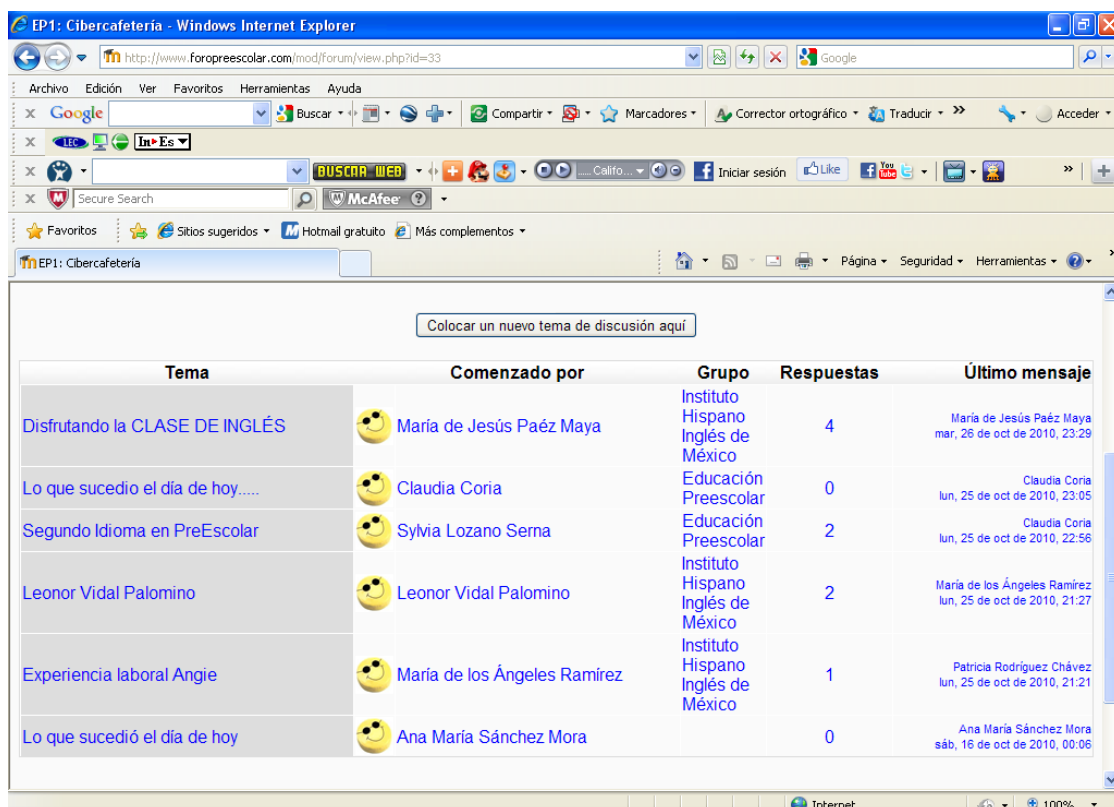 EP1: Cibercafetería - Windows Internet Explorer
http://www.foropreescolar.com/mod/forum/view.php?id=33
Google
Archivo Edición Ver Favoritos Herramientas Ayuda
x Google Buscar Compartir Marcadores Corrector ortográfico Traducir » Acceder
x LEC In▸Es
x BUSCAR WEB Califo... Iniciar sesión Like You Tube »
x Secure Search McAfee
Favoritos Sitios sugeridos Hotmail gratuito Más complementos
EP1: Cibercafetería Página Seguridad Herramientas
Colocar un nuevo tema de discusión aquí
Tema Comenzado por Grupo Respuestas Último mensaje
Disfrutando la CLASE DE INGLÉS María de Jesús Paéz Maya
Instituto
Hispano
Inglés de
México
4
María de Jesús Paéz Maya
mar, 26 de oct de 2010, 23:29
Lo que sucedio el día de hoy..... Claudia Coria
Educación
Preescolar
0
Claudia Coria
lun, 25 de oct de 2010, 23:05
Segundo Idioma en PreEscolar Sylvia Lozano Serna
Educación
Preescolar
2
Claudia Coria
lun, 25 de oct de 2010, 22:56
Leonor Vidal Palomino Leonor Vidal Palomino
Instituto
Hispano
Inglés de
México
2
María de los Ángeles Ramírez
lun, 25 de oct de 2010, 21:27
Experiencia laboral Angie María de los Ángeles Ramírez
Instituto
Hispano
Inglés de
México
1
Patricia Rodríguez Chávez
lun, 25 de oct de 2010, 21:21
Lo que sucedió el día de hoy Ana María Sánchez Mora
0
Ana María Sánchez Mora
sáb, 16 de oct de 2010, 00:06
Internet 100%